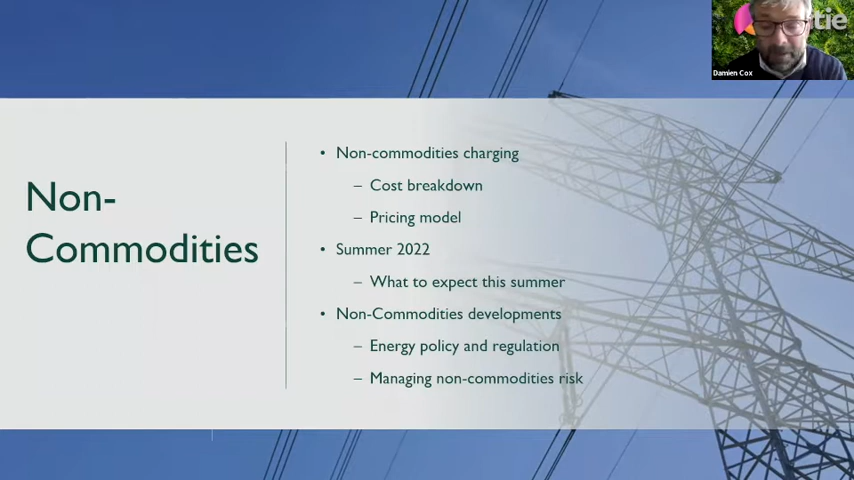 tie
Damien Cox
Non-
Commodities
• Non-commodities charging
– Cost breakdown
– Pricing model
• Summer 2022
– What to expect this summer
• Non-Commodities developments
– Energy policy and regulation
– Managing non-commodities risk